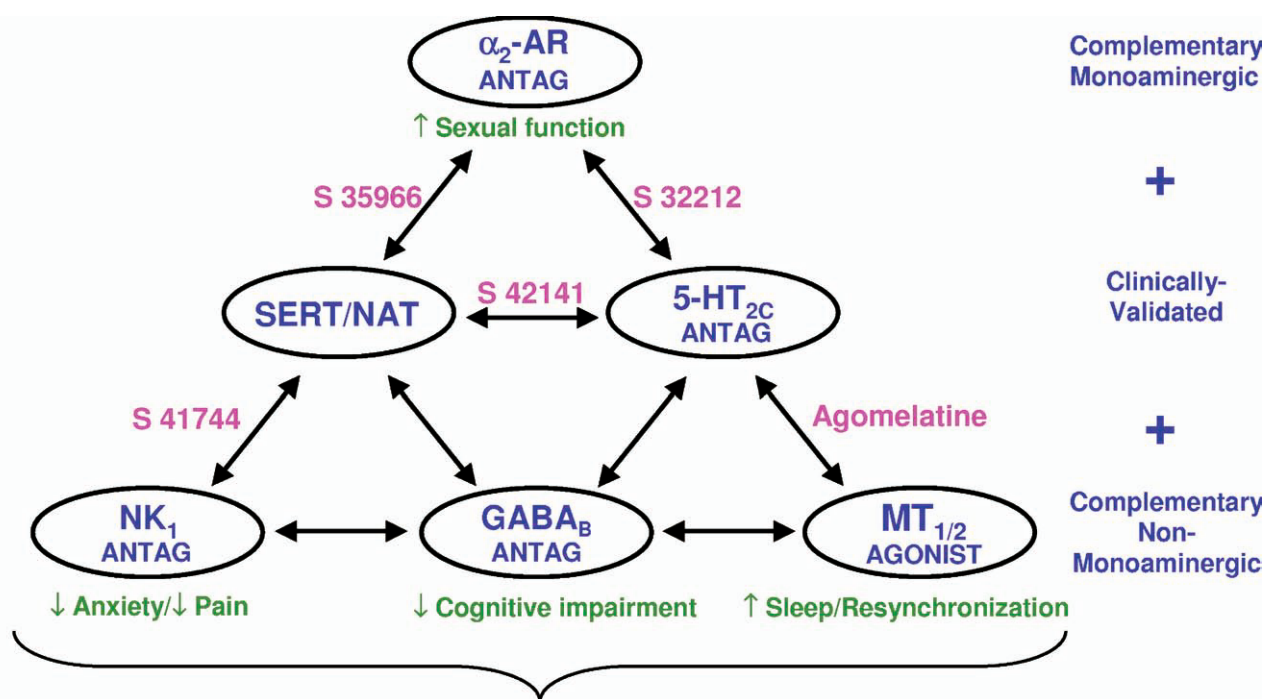 α₂-AR
ANTAG
Complementary
Monoaminergic
↑ Sexual function
+
S 35966
S 32212
SERT/NAT
S 42141
5-HT₂C
ANTAG
Clinically-
Validated
S 41744
Agomelatine
+
NK₁
ANTAG
GABA_B
ANTAG
MT₁/₂
AGONIST
Complementary
Non-
Monoaminergic
↓ Anxiety/↓ Pain
↓ Cognitive impairment
↑ Sleep/Resynchronization